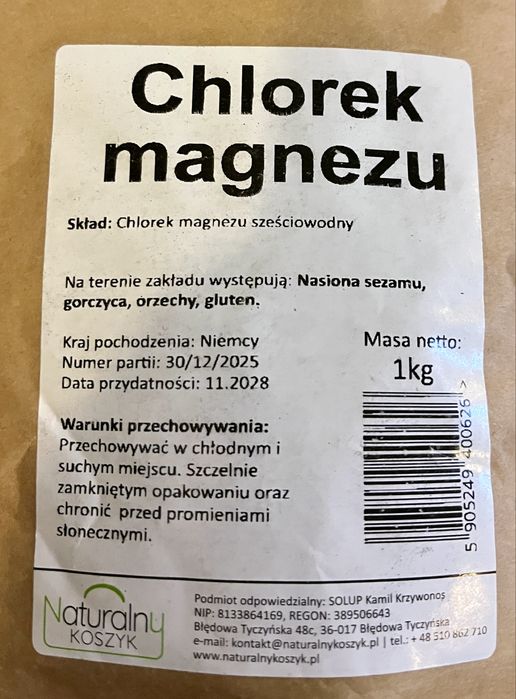 Chlorek
magnezu
Skład: Chlorek magnezu sześciowodny
Na terenie zakładu występują: Nasiona sezamu,
gorczyca, orzechy, gluten.
Kraj pochodzenia: Niemcy
Numer partii: 30/12/2025
Data przydatności: 11.2028
Masa netto:
1kg
Warunki przechowywania:
Przechowywać w chłodnym i
suchym miejscu. Szczelnie
zamkniętym opakowaniu oraz
chronić przed promieniami
słonecznymi.
5 905249 400626 >
Naturalny
KOSZYK
Podmiot odpowiedzialny: SOLUP Kamil Krzywonos
NIP: 8133864169, REGON: 389506643
Błędowa Tyczyńska 48c, 36-017 Błędowa Tyczyńska
e-mail: kontakt@naturalnykoszyk.pl | tel.: + 48 510 862 710
www.naturalnykoszyk.pl